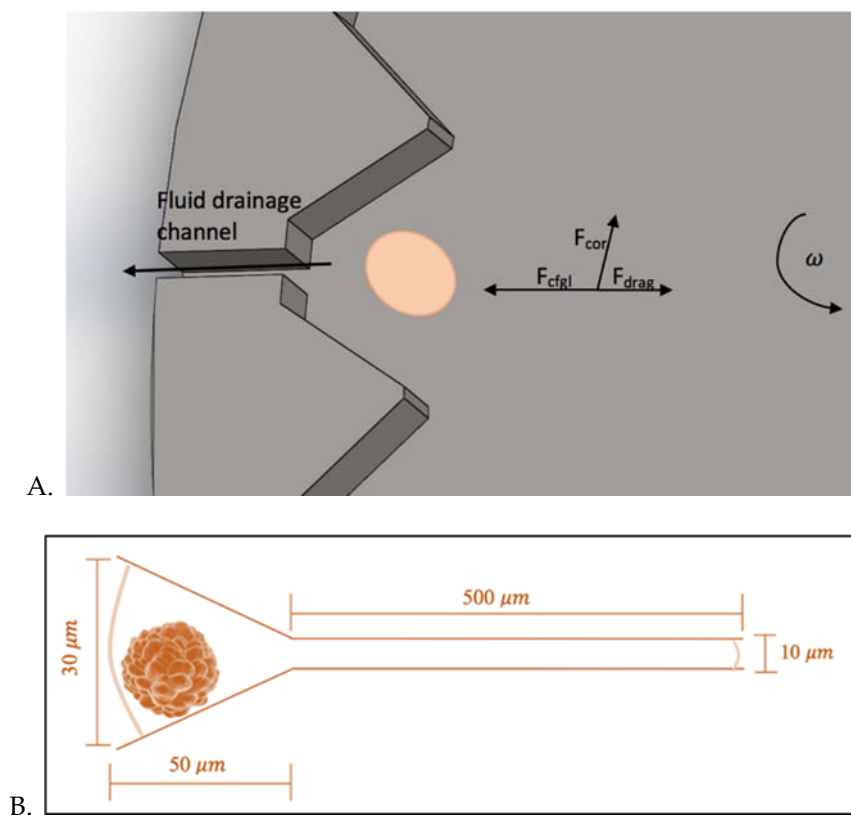 Fluid drainage
channel
F_cor
F_cfgl
F_drag
ω
A.
500 μm
30 μm
10 μm
50 μm
B.